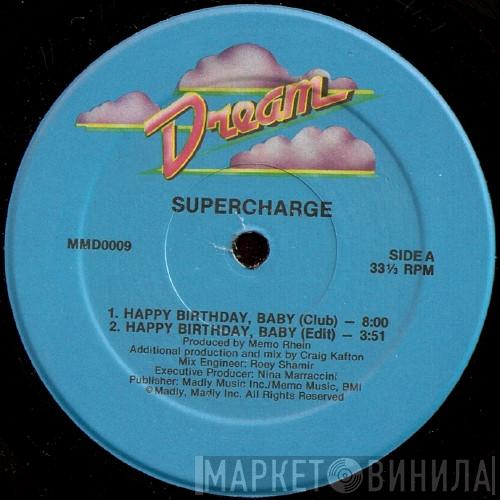 Dream
SUPERCHARGE
MMD0009
SIDE A
33⅓ RPM
1. HAPPY BIRTHDAY, BABY (Club) — 8:00
2. HAPPY BIRTHDAY, BABY (Edit) — 3:51
Produced by Memo Rhein
Additional production and mix by Craig Kafton
Mix Engineer: Roey Shamir
Executive Producer: Nina Marraccini
Publisher: Madly Music Inc./Memo Music, BMI
©Madly, Madly Inc. All Rights Reserved
МАРКЕТ ВИНИЛА